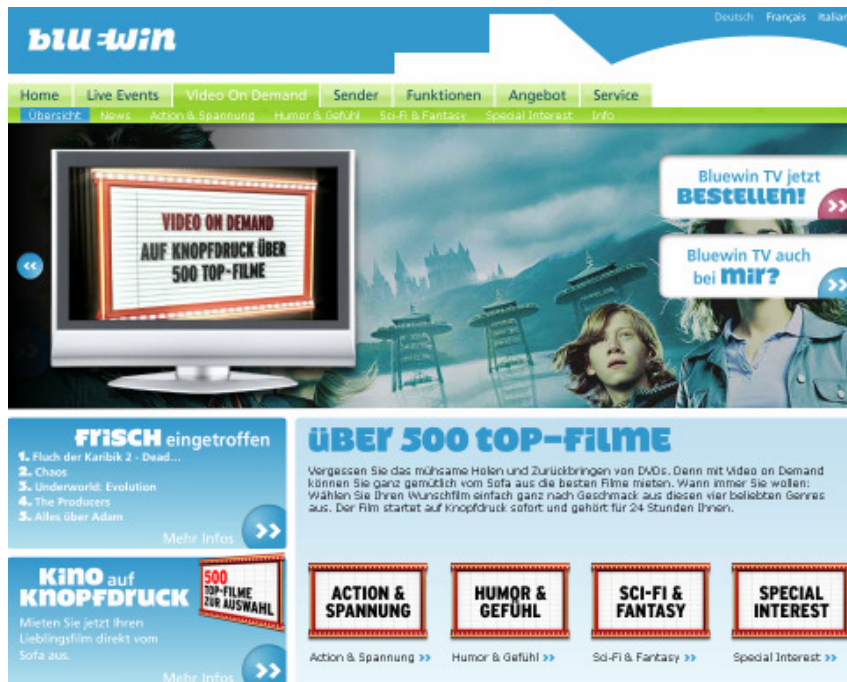 Deutsch Français Italian
bluewin
Home Live Events Video On Demand Sender Funktionen Angebot Service
Übersicht News Action & Spannung Humor & Gefühl Sci-Fi & Fantasy Special Interest Info
VIDEO ON DEMAND
AUF KNOPFDRUCK ÜBER
500 TOP-FILME
Bluewin TV jetzt
BESTELLEN!
Bluewin TV auch
bei mir?
FRISCH eingetroffen
1. Fluch der Karibik 2 - Dead...
2. Chaos
3. Underworld: Evolution
4. The Producers
5. Alles über Adam
Mehr Infos
Kino auf
KNOPFDRUCK
500
TOP-FILME
ZUR AUSWAHL
Mieten Sie jetzt Ihren
Lieblingsfilm direkt vom
Sofa aus.
Mehr Infos
ÜBER 500 TOP-FILME
Vergessen Sie das mühsame Holen und Zurückbringen von DVDs. Denn mit Video on Demand
können Sie ganz gemütlich vom Sofa aus die besten Filme mieten. Wann immer Sie wollen:
Wählen Sie Ihren Wunschfilm einfach ganz nach Geschmack aus diesen vier beliebten Genres
aus. Der Film startet auf Knopfdruck sofort und gehört für 24 Stunden Ihnen.
ACTION &
SPANNUNG
HUMOR &
GEFÜHL
SCI-FI &
FANTASY
SPECIAL
INTEREST
Action & Spannung >> Humor & Gefühl >> Sci-Fi & Fantasy >> Special Interest >>